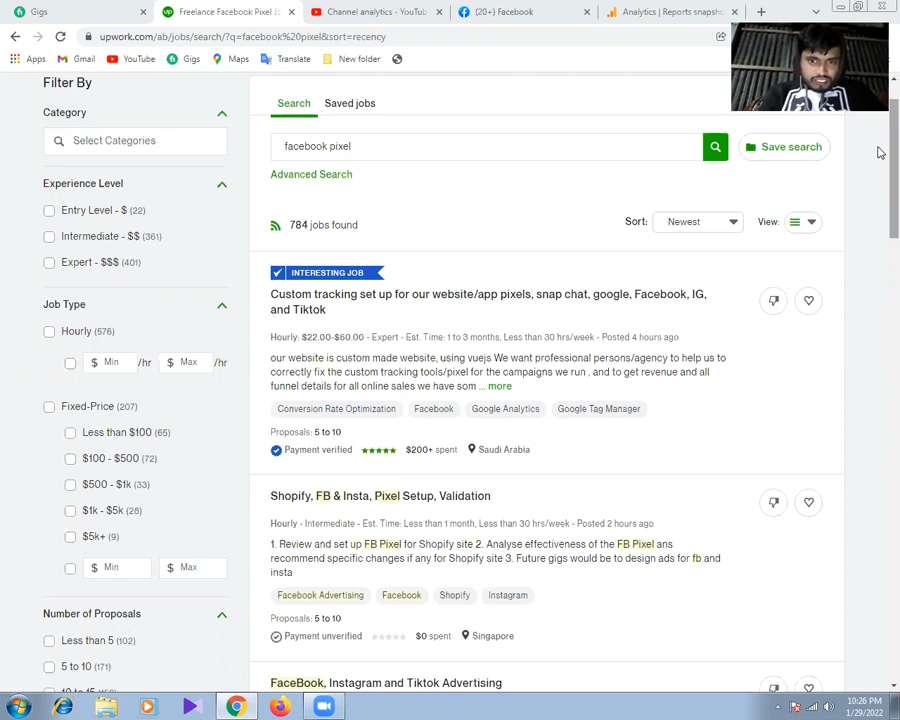 Gigs
Freelance Facebook Pixel Jo
Channel analytics - YouTub
(20+) Facebook
Analytics | Reports snapsho
upwork.com/ab/jobs/search/?q=facebook%20pixel&sort=recency
Apps
Gmail
YouTube
Gigs
Maps
Translate
New folder
Filter By
Category
Select Categories
Experience Level
Entry Level - $ (22)
Intermediate - $$ (361)
Expert - $$$ (401)
Job Type
Hourly (576)
$ Min /hr $ Max /hr
Fixed-Price (207)
Less than $100 (65)
$100 - $500 (72)
$500 - $1k (33)
$1k - $5k (28)
$5k+ (9)
$ Min $ Max
Number of Proposals
Less than 5 (102)
5 to 10 (171)
Search Saved jobs
facebook pixel
Save search
Advanced Search
784 jobs found
Sort: Newest View:
INTERESTING JOB
Custom tracking set up for our website/app pixels, snap chat, google, Facebook, IG,
and Tiktok
Hourly: $22.00-$60.00 - Expert - Est. Time: 1 to 3 months, Less than 30 hrs/week - Posted 4 hours ago
our website is custom made website, using vuejs We want professional persons/agency to help us to
correctly fix the custom tracking tools/pixel for the campaigns we run , and to get revenue and all
funnel details for all online sales we have som ... more
Conversion Rate Optimization Facebook Google Analytics Google Tag Manager
Proposals: 5 to 10
Payment verified $200+ spent Saudi Arabia
Shopify, FB & Insta, Pixel Setup, Validation
Hourly - Intermediate - Est. Time: Less than 1 month, Less than 30 hrs/week - Posted 2 hours ago
1. Review and set up FB Pixel for Shopify site 2. Analyse effectiveness of the FB Pixel ans
recommend specific changes if any for Shopify site 3. Future gigs would be to design ads for fb and
insta
Facebook Advertising Facebook Shopify Instagram
Proposals: 5 to 10
Payment unverified $0 spent Singapore
FaceBook, Instagram and Tiktok Advertising
10:26 PM
1/29/2022